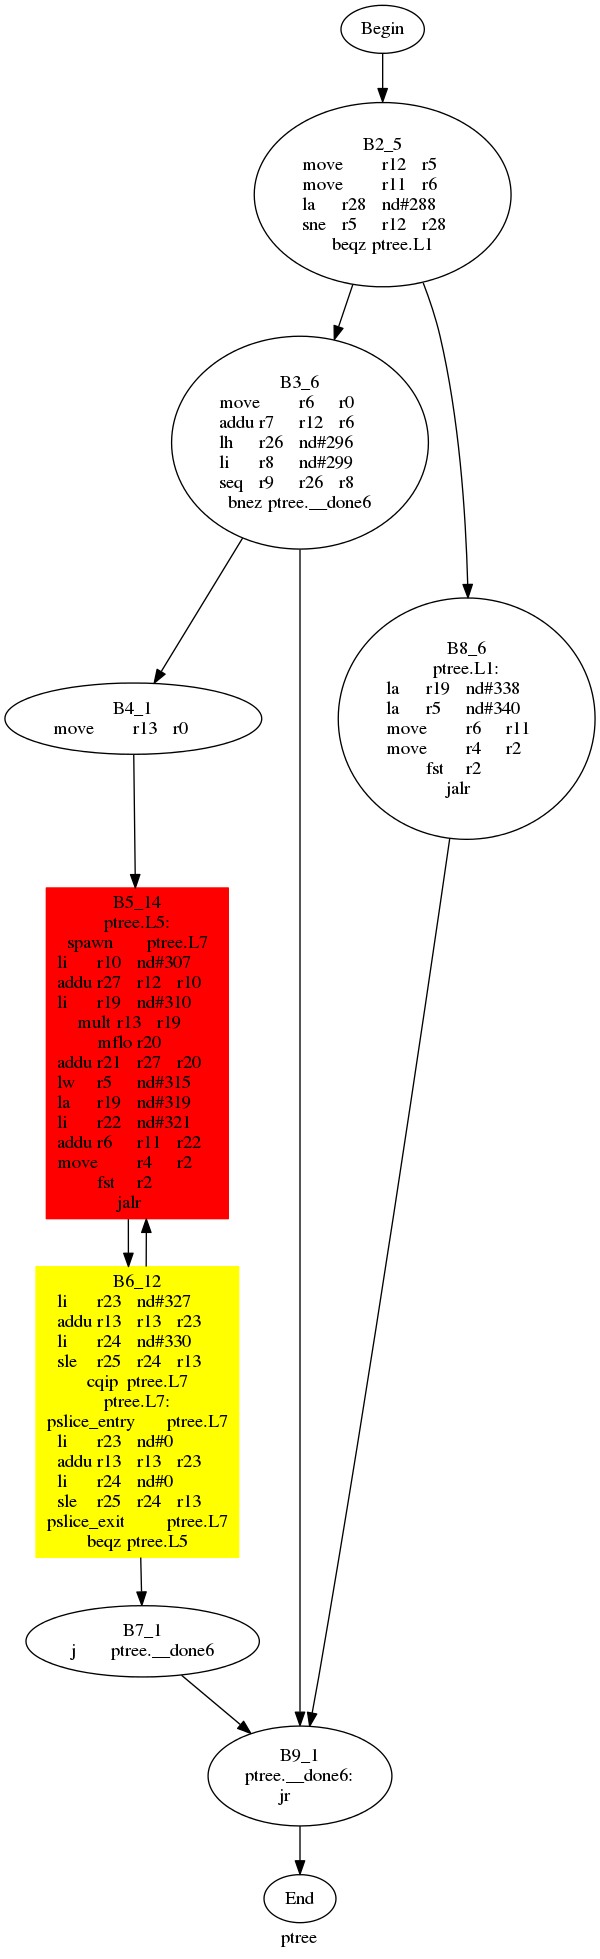 Begin
B2_5
move r12 r5
move r11 r6
la r28 nd#288
sne r5 r12 r28
beqz ptree.L1
B3_6
move r6 r0
addu r7 r12 r6
lh r26 nd#296
li r8 nd#299
seq r9 r26 r8
bnez ptree.__done6
B8_6
ptree.L1:
la r19 nd#338
la r5 nd#340
move r6 r11
move r4 r2
fst r2
jalr
B4_1
move r13 r0
B5_14
ptree.L5:
spawn ptree.L7
li r10 nd#307
addu r27 r12 r10
li r19 nd#310
mult r13 r19
mflo r20
addu r21 r27 r20
lw r5 nd#315
la r19 nd#319
li r22 nd#321
addu r6 r11 r22
move r4 r2
fst r2
jalr
B6_12
li r23 nd#327
addu r13 r13 r23
li r24 nd#330
sle r25 r24 r13
cqip ptree.L7
ptree.L7:
pslice_entry ptree.L7
li r23 nd#0
addu r13 r13 r23
li r24 nd#0
sle r25 r24 r13
pslice_exit ptree.L7
beqz ptree.L5
B7_1
j ptree.__done6
B9_1
ptree.__done6:
jr
End
ptree